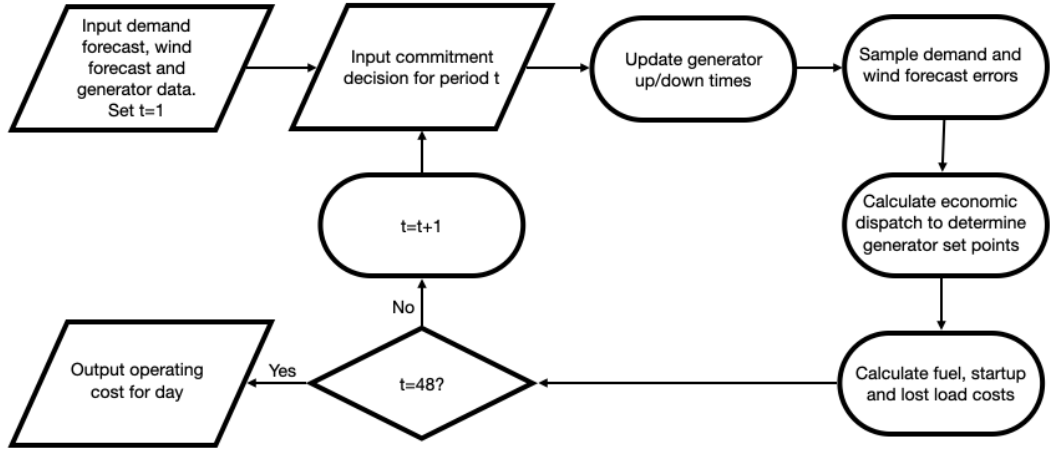 Input demand
forecast, wind
forecast and
generator data.
Set t=1
Input commitment
decision for period t
Update generator
up/down times
Sample demand and
wind forecast errors
Calculate economic
dispatch to determine
generator set points
Calculate fuel, startup
and lost load costs
t=48?
No
t=t+1
Yes
Output operating
cost for day